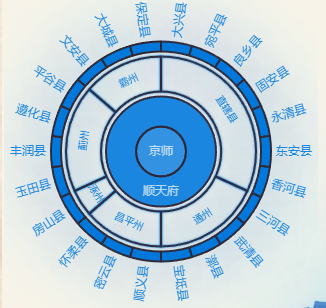 京师
顺天府
直辖县
通州
昌平州
涿州
蓟州
霸州
大兴县
宛平县
良乡县
固安县
永清县
东安县
香河县
三河县
武清县
漷县
宝坻县
顺义县
密云县
怀柔县
房山县
玉田县
丰润县
遵化县
平谷县
文安县
大城县
保定县